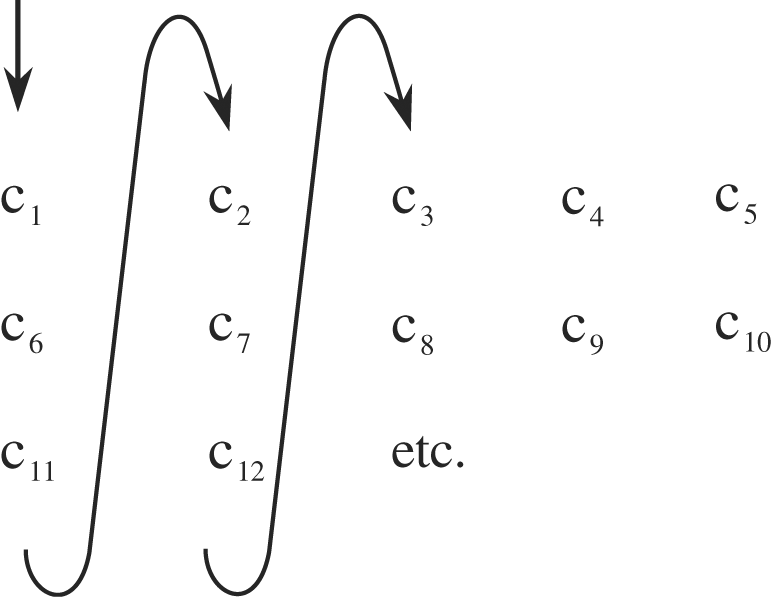 c₁ c₂ c₃ c₄ c₅
c₆ c₇ c₈ c₉ c₁₀
c₁₁ c₁₂ etc.